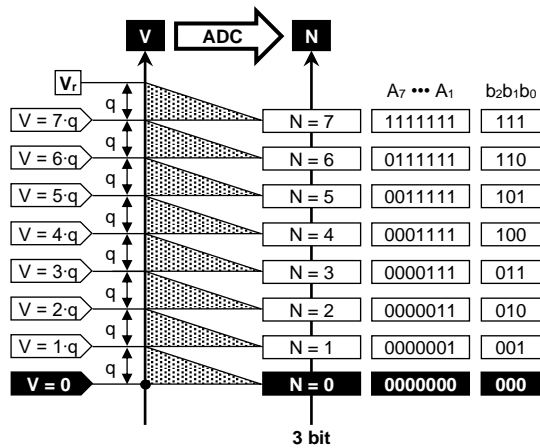 V ADC N
Vᵣ
A₇ ••• A₁ b₂b₁b₀
q
V = 7·q N = 7 1111111 111
q
V = 6·q N = 6 0111111 110
q
V = 5·q N = 5 0011111 101
q
V = 4·q N = 4 0001111 100
q
V = 3·q N = 3 0000111 011
q
V = 2·q N = 2 0000011 010
q
V = 1·q N = 1 0000001 001
q
V = 0 N = 0 0000000 000
3 bit